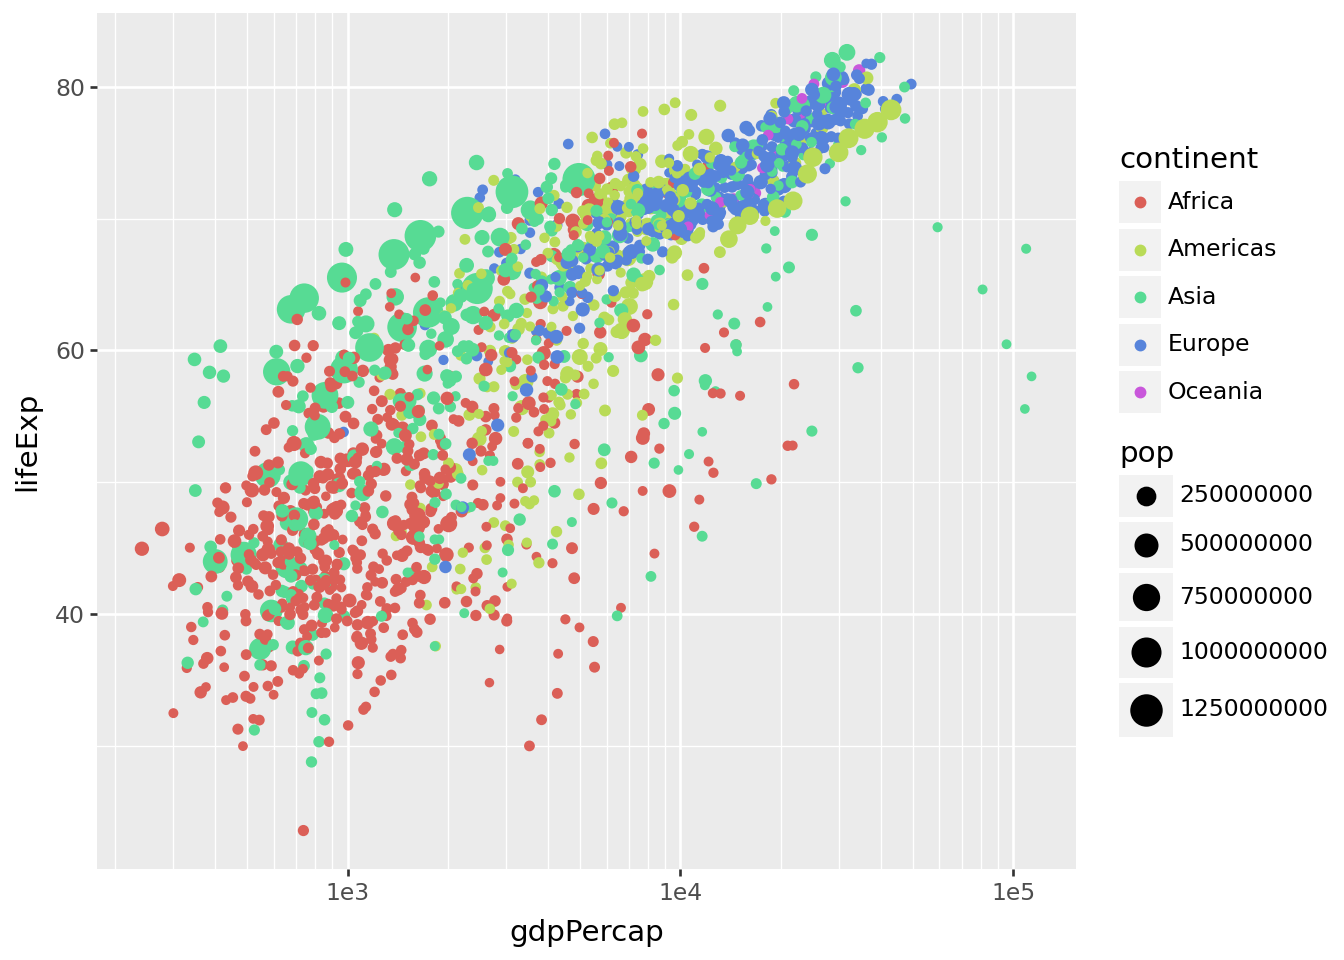 80
60
40
lifeExp
1e3
1e4
1e5
gdpPercap
continent
Africa
Americas
Asia
Europe
Oceania
pop
250000000
500000000
750000000
1000000000
1250000000